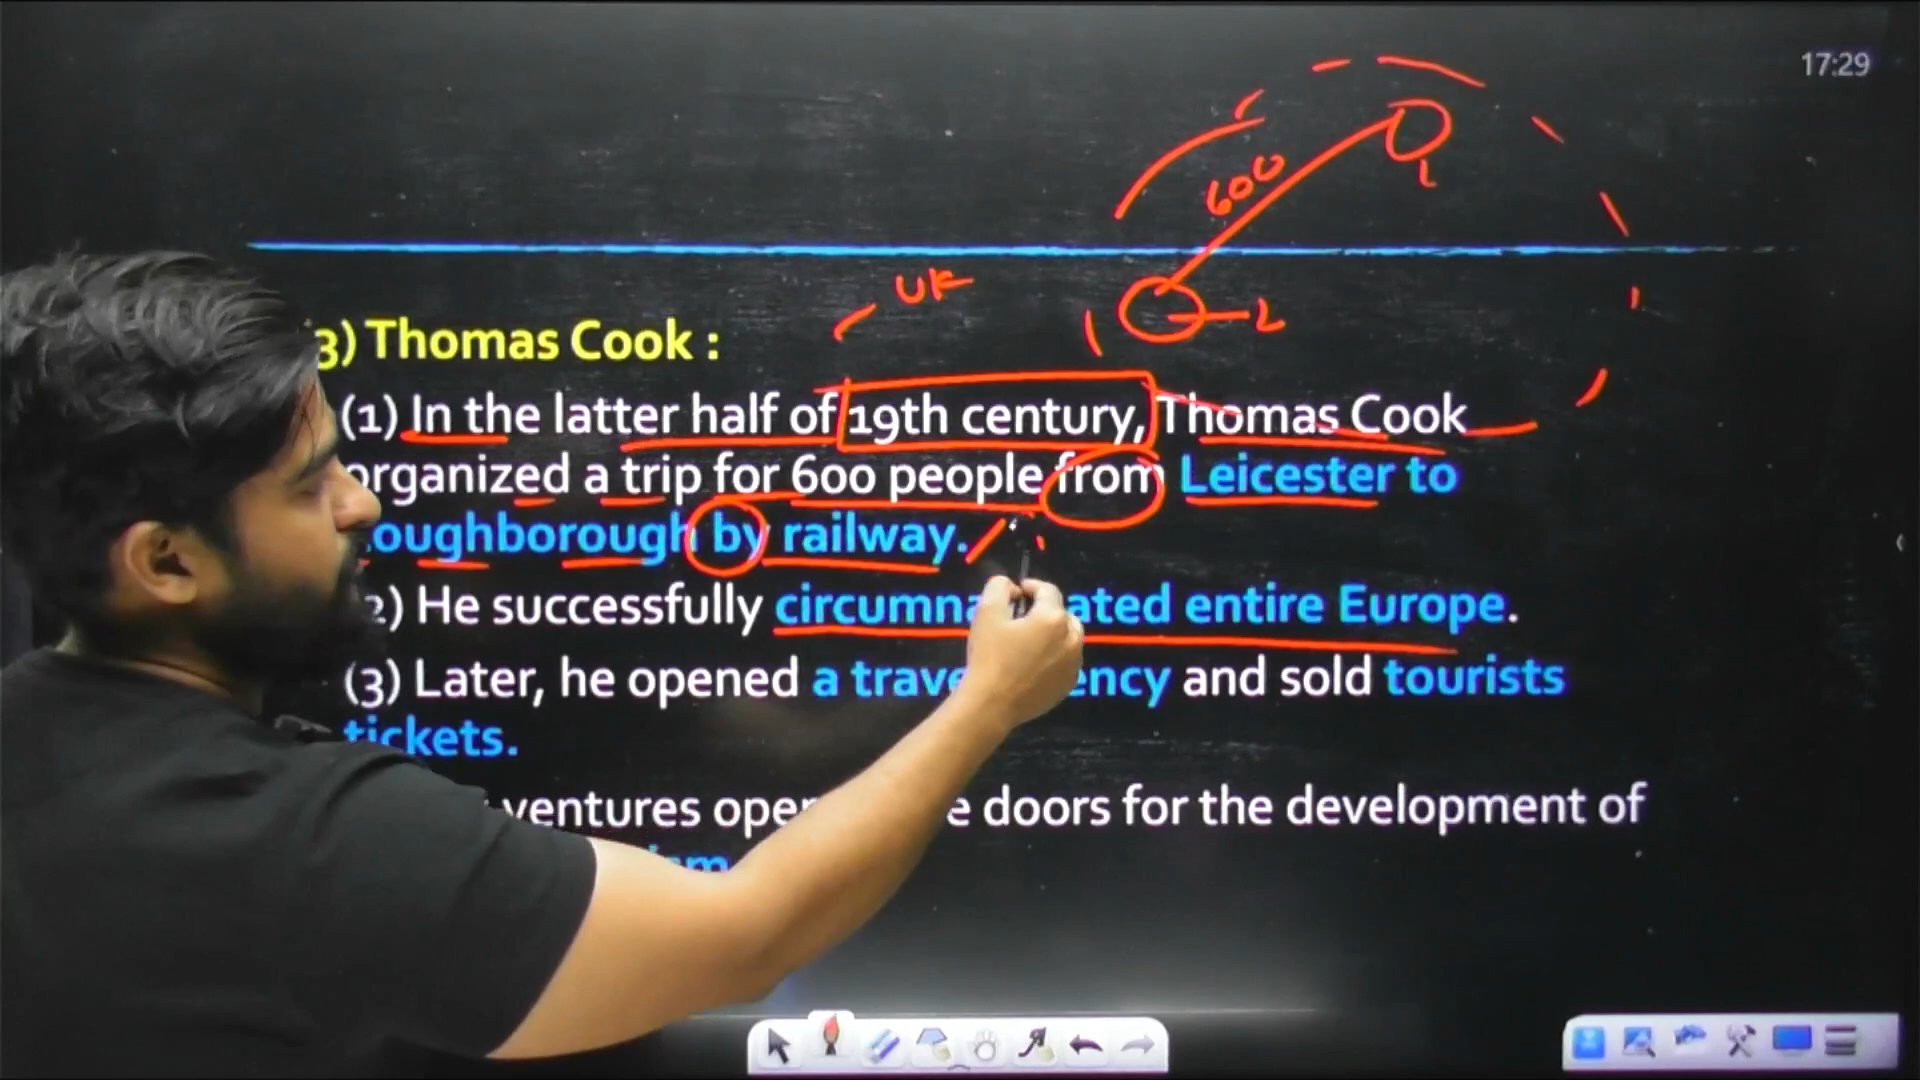 17:29
600
L
UK
L
3) Thomas Cook :
(1) In the latter half of 19th century, Thomas Cook
organized a trip for 600 people from Leicester to
oughborough by railway.
2) He successfully circumna ated entire Europe.
(3) Later, he opened a trave ency and sold tourists
tickets.
ventures ope e doors for the development of